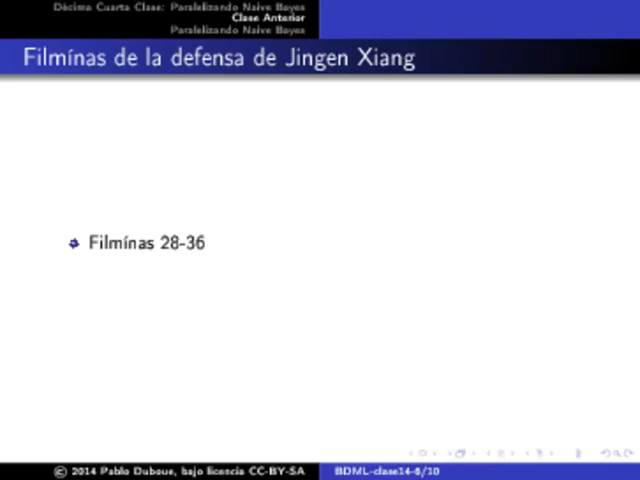 Décima Cuarta Clase: Paralelizando Naive Bayes
Clase Anterior
Paralelizando Naive Bayes
Filmínas de la defensa de Jingen Xiang
Filmínas 28-36
© 2014 Pablo Duboue, bajo licencia CC-BY-SA
BDML-clase14-6/10